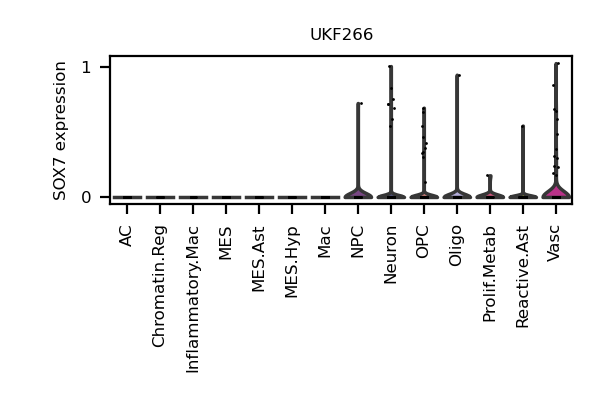 UKF266
SOX7 expression
1
0
AC
Chromatin.Reg
Inflammatory.Mac
MES
MES.Ast
MES.Hyp
Mac
NPC
Neuron
OPC
Oligo
Prolif.Metab
Reactive.Ast
Vasc